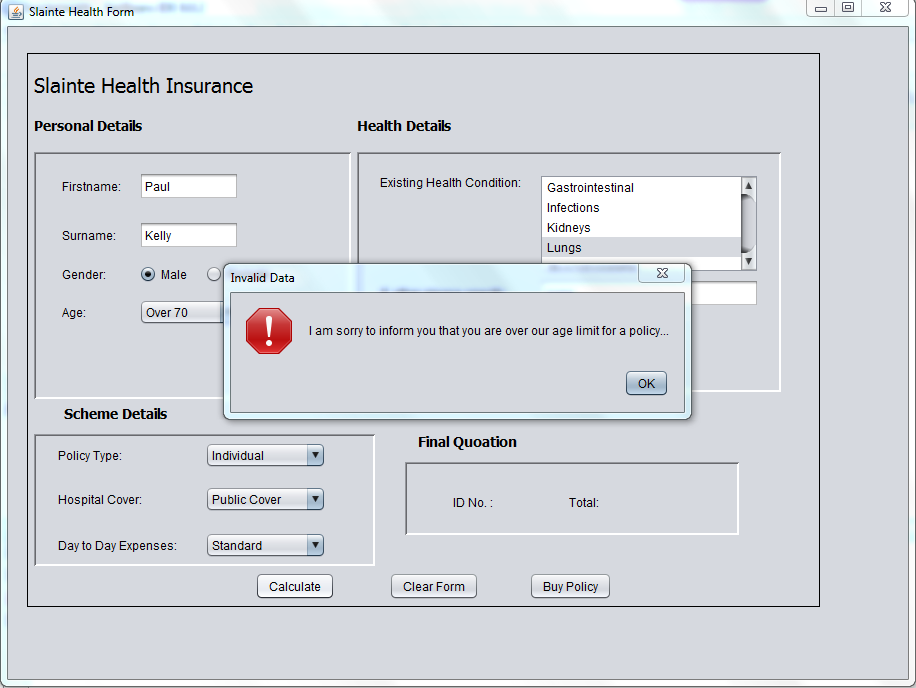 Slainte Health Form
Slainte Health Insurance
Personal Details
Health Details
Firstname: Paul
Existing Health Condition:
Gastrointestinal
Infections
Kidneys
Lungs
Surname: Kelly
Gender: Male
Age: Over 70
Invalid Data
I am sorry to inform you that you are over our age limit for a policy...
OK
Scheme Details
Policy Type: Individual
Hospital Cover: Public Cover
Day to Day Expenses: Standard
Final Quoation
ID No. : Total:
Calculate Clear Form Buy Policy